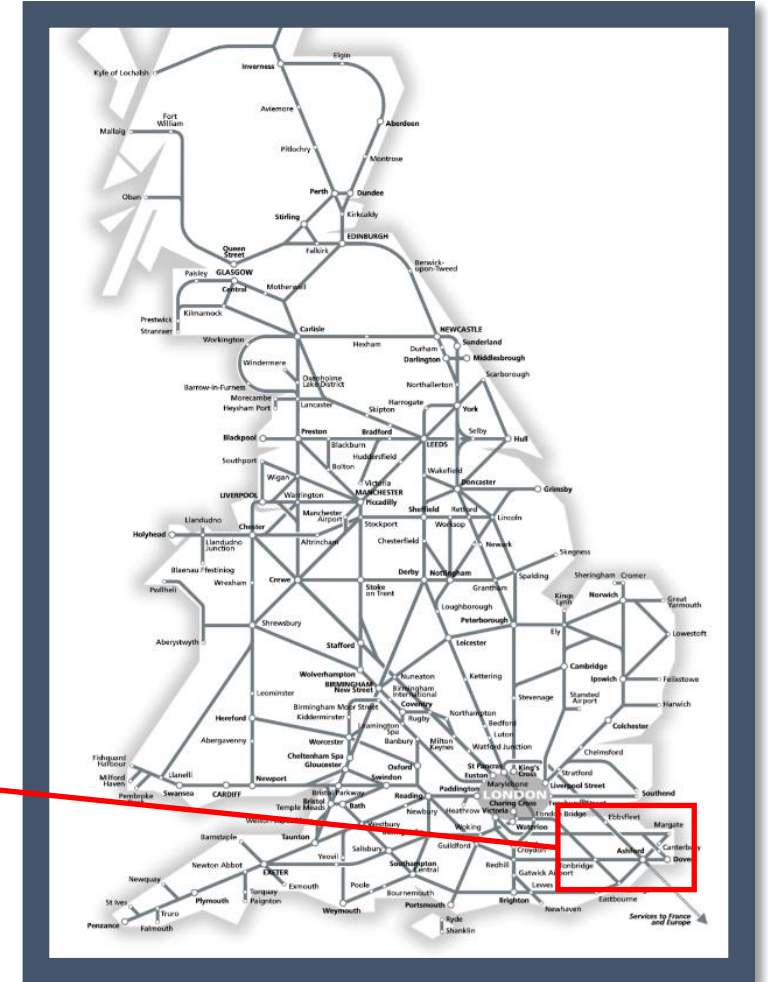 Elgin
Inverness
Kyle of Lochalsh
Aviemore
Fort
William
Aberdeen
Mallaig
Pitlochry
Montrose
Perth
Dundee
Oban
Stirling
Kirkcaldy
EDINBURGH
Queen
Street
Falkirk
Berwick-
upon-Tweed
Paisley
GLASGOW
Central
Motherwell
Prestwick
Kilmarnock
Stranraer
Carlisle
NEWCASTLE
Workington
Hexham
Durham
Sunderland
Darlington
Middlesbrough
Windermere
Scarborough
Oxenholme
Lake District
Barrow-in-Furness
Northallerton
Morecambe
Heysham Port
Lancaster
Harrogate
York
Skipton
Blackpool
Preston
Bradford
Selby
Blackburn
LEEDS
Hull
Huddersfield
Southport
Bolton
Wakefield
Wigan
Victoria
Doncaster
MANCHESTER
Piccadilly
Grimsby
LIVERPOOL
Warrington
Manchester
Airport
Sheffield
Retford
Lincoln
Llandudno
Stockport
Worksop
Chester
Holyhead
Llandudno
Junction
Altrincham
Chesterfield
Newark
Skegness
Blaenau Ffestiniog
Derby
Nottingham
Spalding
Sheringham
Cromer
Wrexham
Crewe
Stoke
on Trent
Grantham
Pwllheli
Kings
Lynn
Norwich
Great
Yarmouth
Loughborough
Peterborough
Shrewsbury
Ely
Lowestoft
Aberystwyth
Stafford
Leicester
Cambridge
Wolverhampton
Nuneaton
Kettering
Ipswich
Felixstowe
BIRMINGHAM
New Street
Birmingham
International
Leominster
Coventry
Stevenage
Stansted
Airport
Harwich
Birmingham Moor Street
Kidderminster
Rugby
Northampton
Hereford
Leamington
Spa
Bedford
Colchester
Abergavenny
Worcester
Banbury
Milton
Keynes
Luton
Watford Junction
Chelmsford
Fishguard
Harbour
Cheltenham Spa
Gloucester
Oxford
St Pancras
King's
Cross
Euston
Stratford
Milford
Haven
Llanelli
Newport
Swindon
Marylebone
Liverpool Street
Pembroke
Swansea
CARDIFF
Bristol Parkway
Reading
Paddington
LONDON
Southend
Bristol
Temple Meads
Bath
Newbury
Heathrow
Victoria
Charing Cross
London Bridge
Ebbsfleet
Westbury
Woking
Waterloo
Margate
Barnstaple
Taunton
Salisbury
Guildford
Croydon
Canterbury
Ashford
Yeovil
Southampton
Central
Redhill
Tonbridge
Dover
Newton Abbot
EXETER
Gatwick Airport
Newquay
Exmouth
Poole
Bournemouth
Lewes
Eastbourne
St Ives
Plymouth
Torquay
Paignton
Weymouth
Portsmouth
Brighton
Newhaven
Truro
Penzance
Falmouth
Ryde
Shanklin
Services to France
and Europe